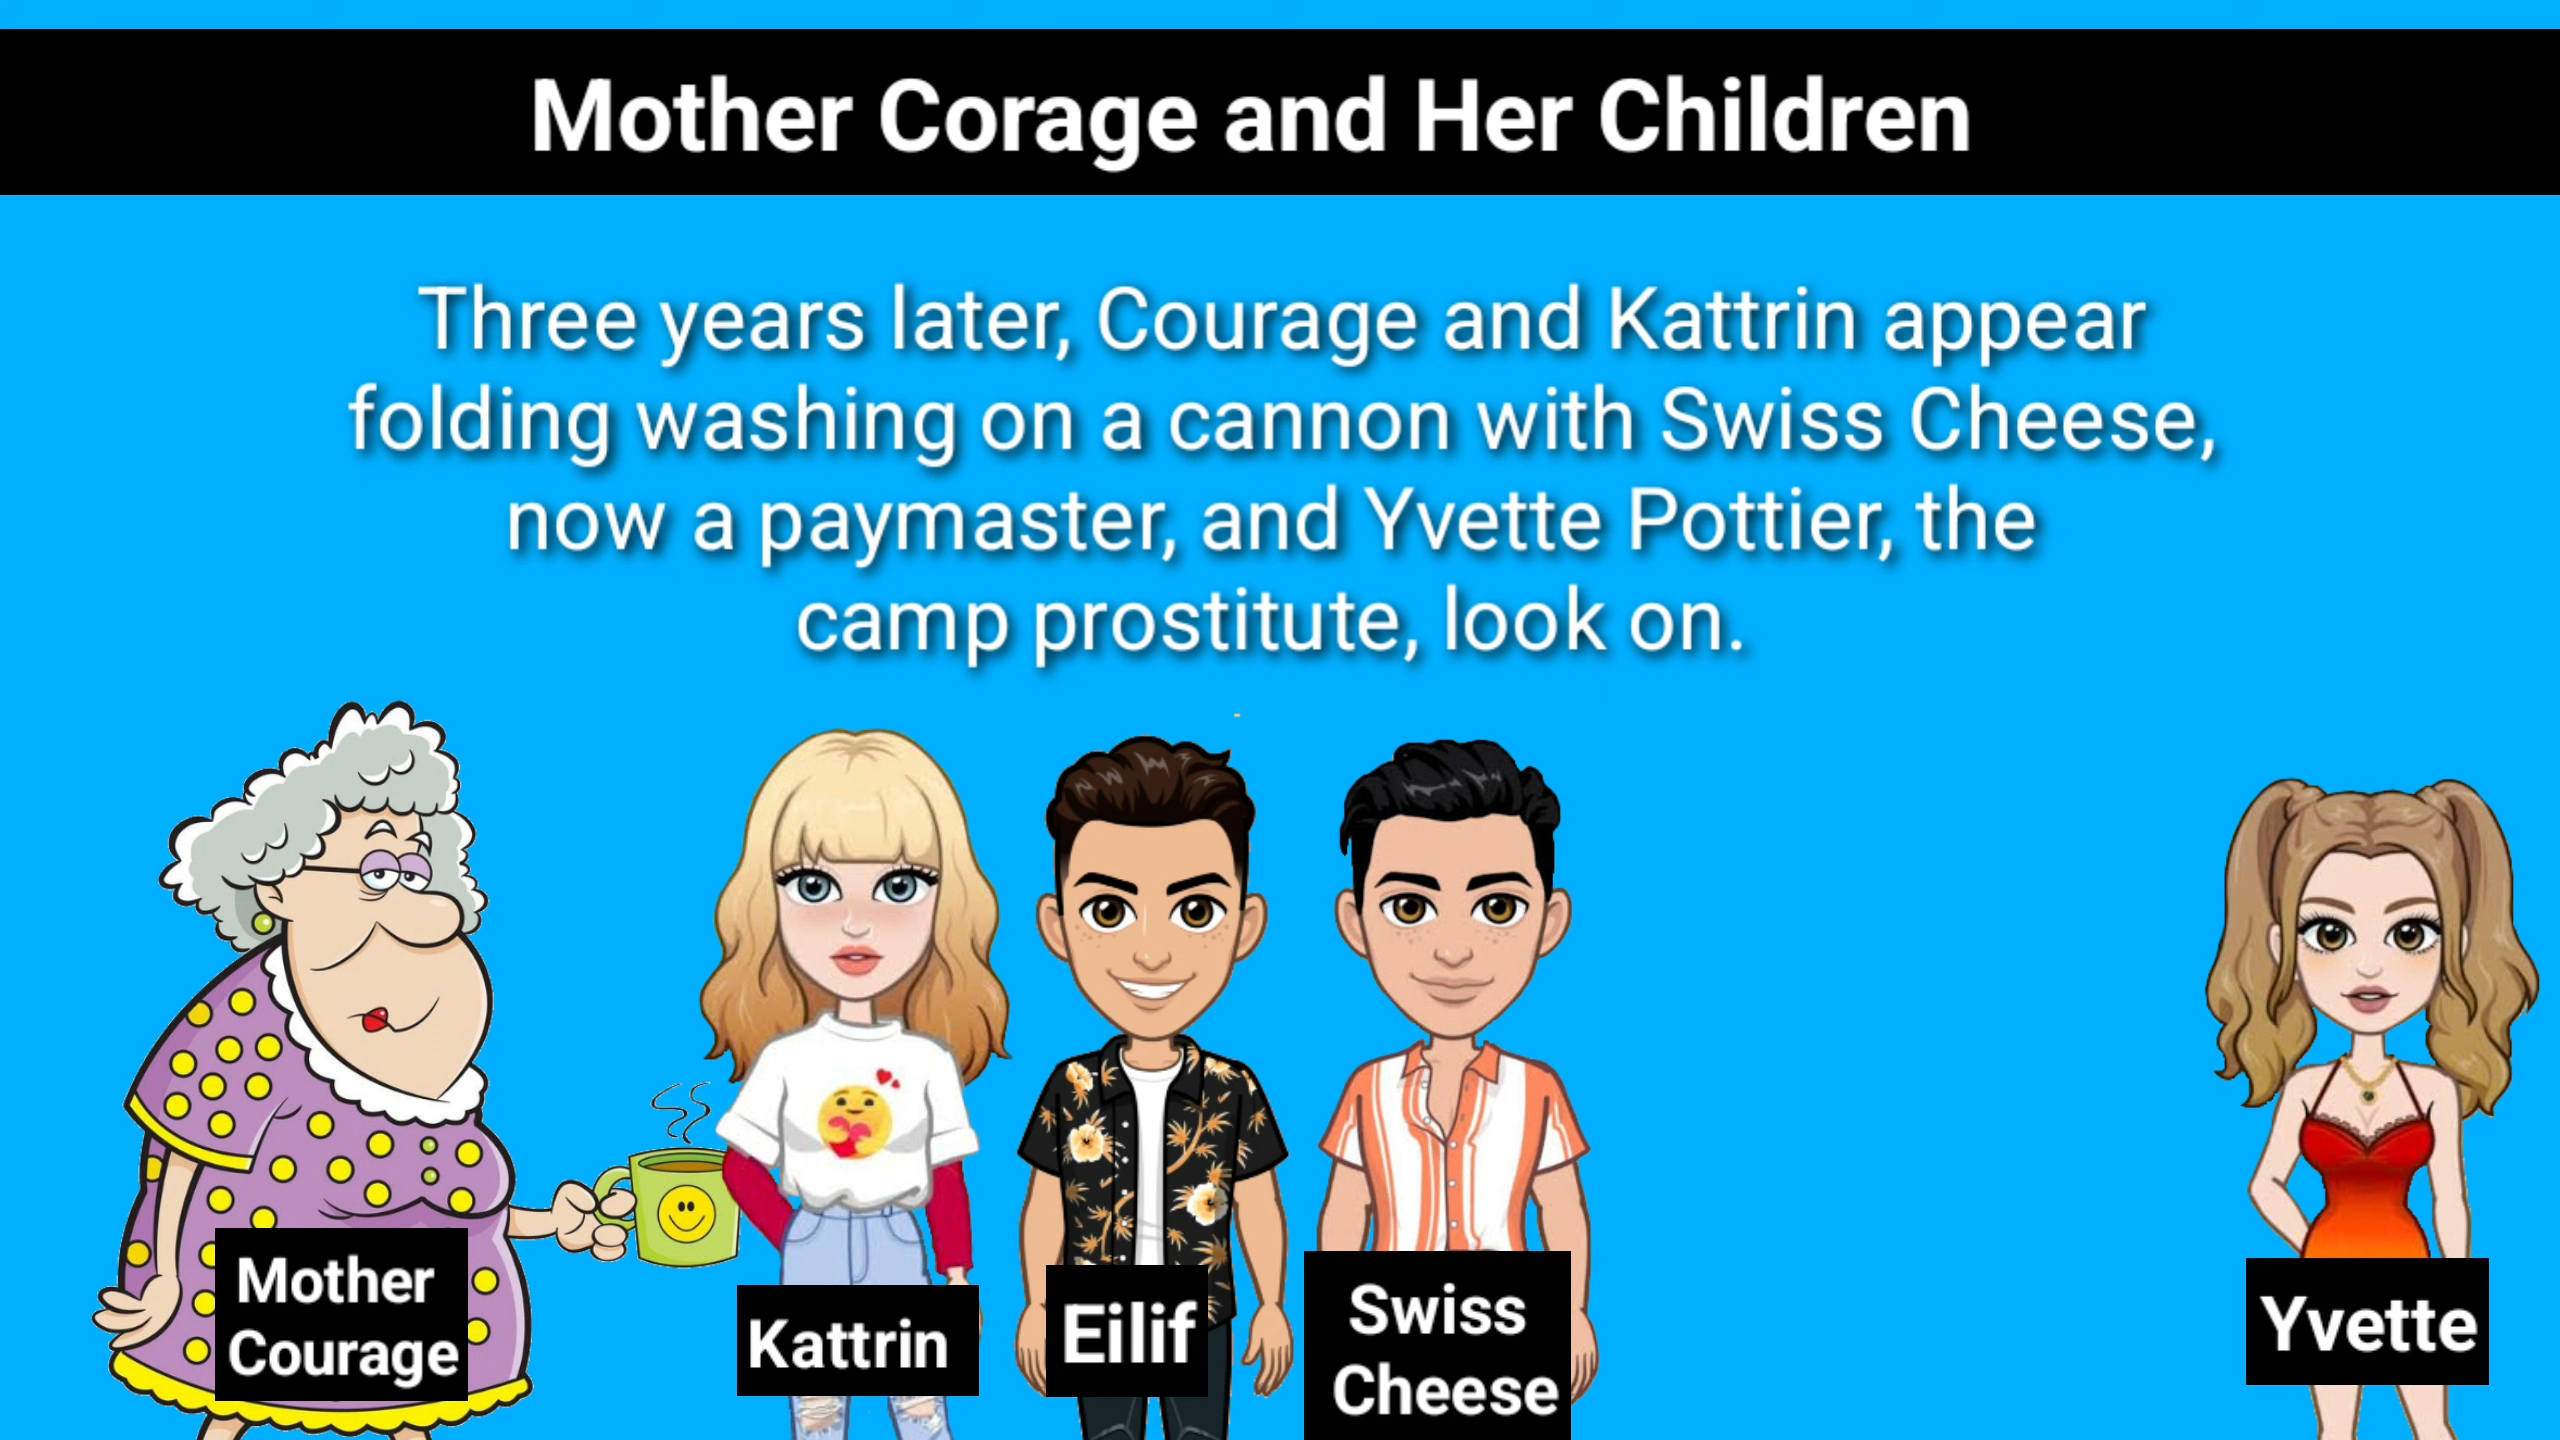 Mother Corage and Her Children
Three years later, Courage and Kattrin appear
folding washing on a cannon with Swiss Cheese,
now a paymaster, and Yvette Pottier, the
camp prostitute, look on.
Mother
Courage
Kattrin
Eilif
Swiss
Cheese
Yvette